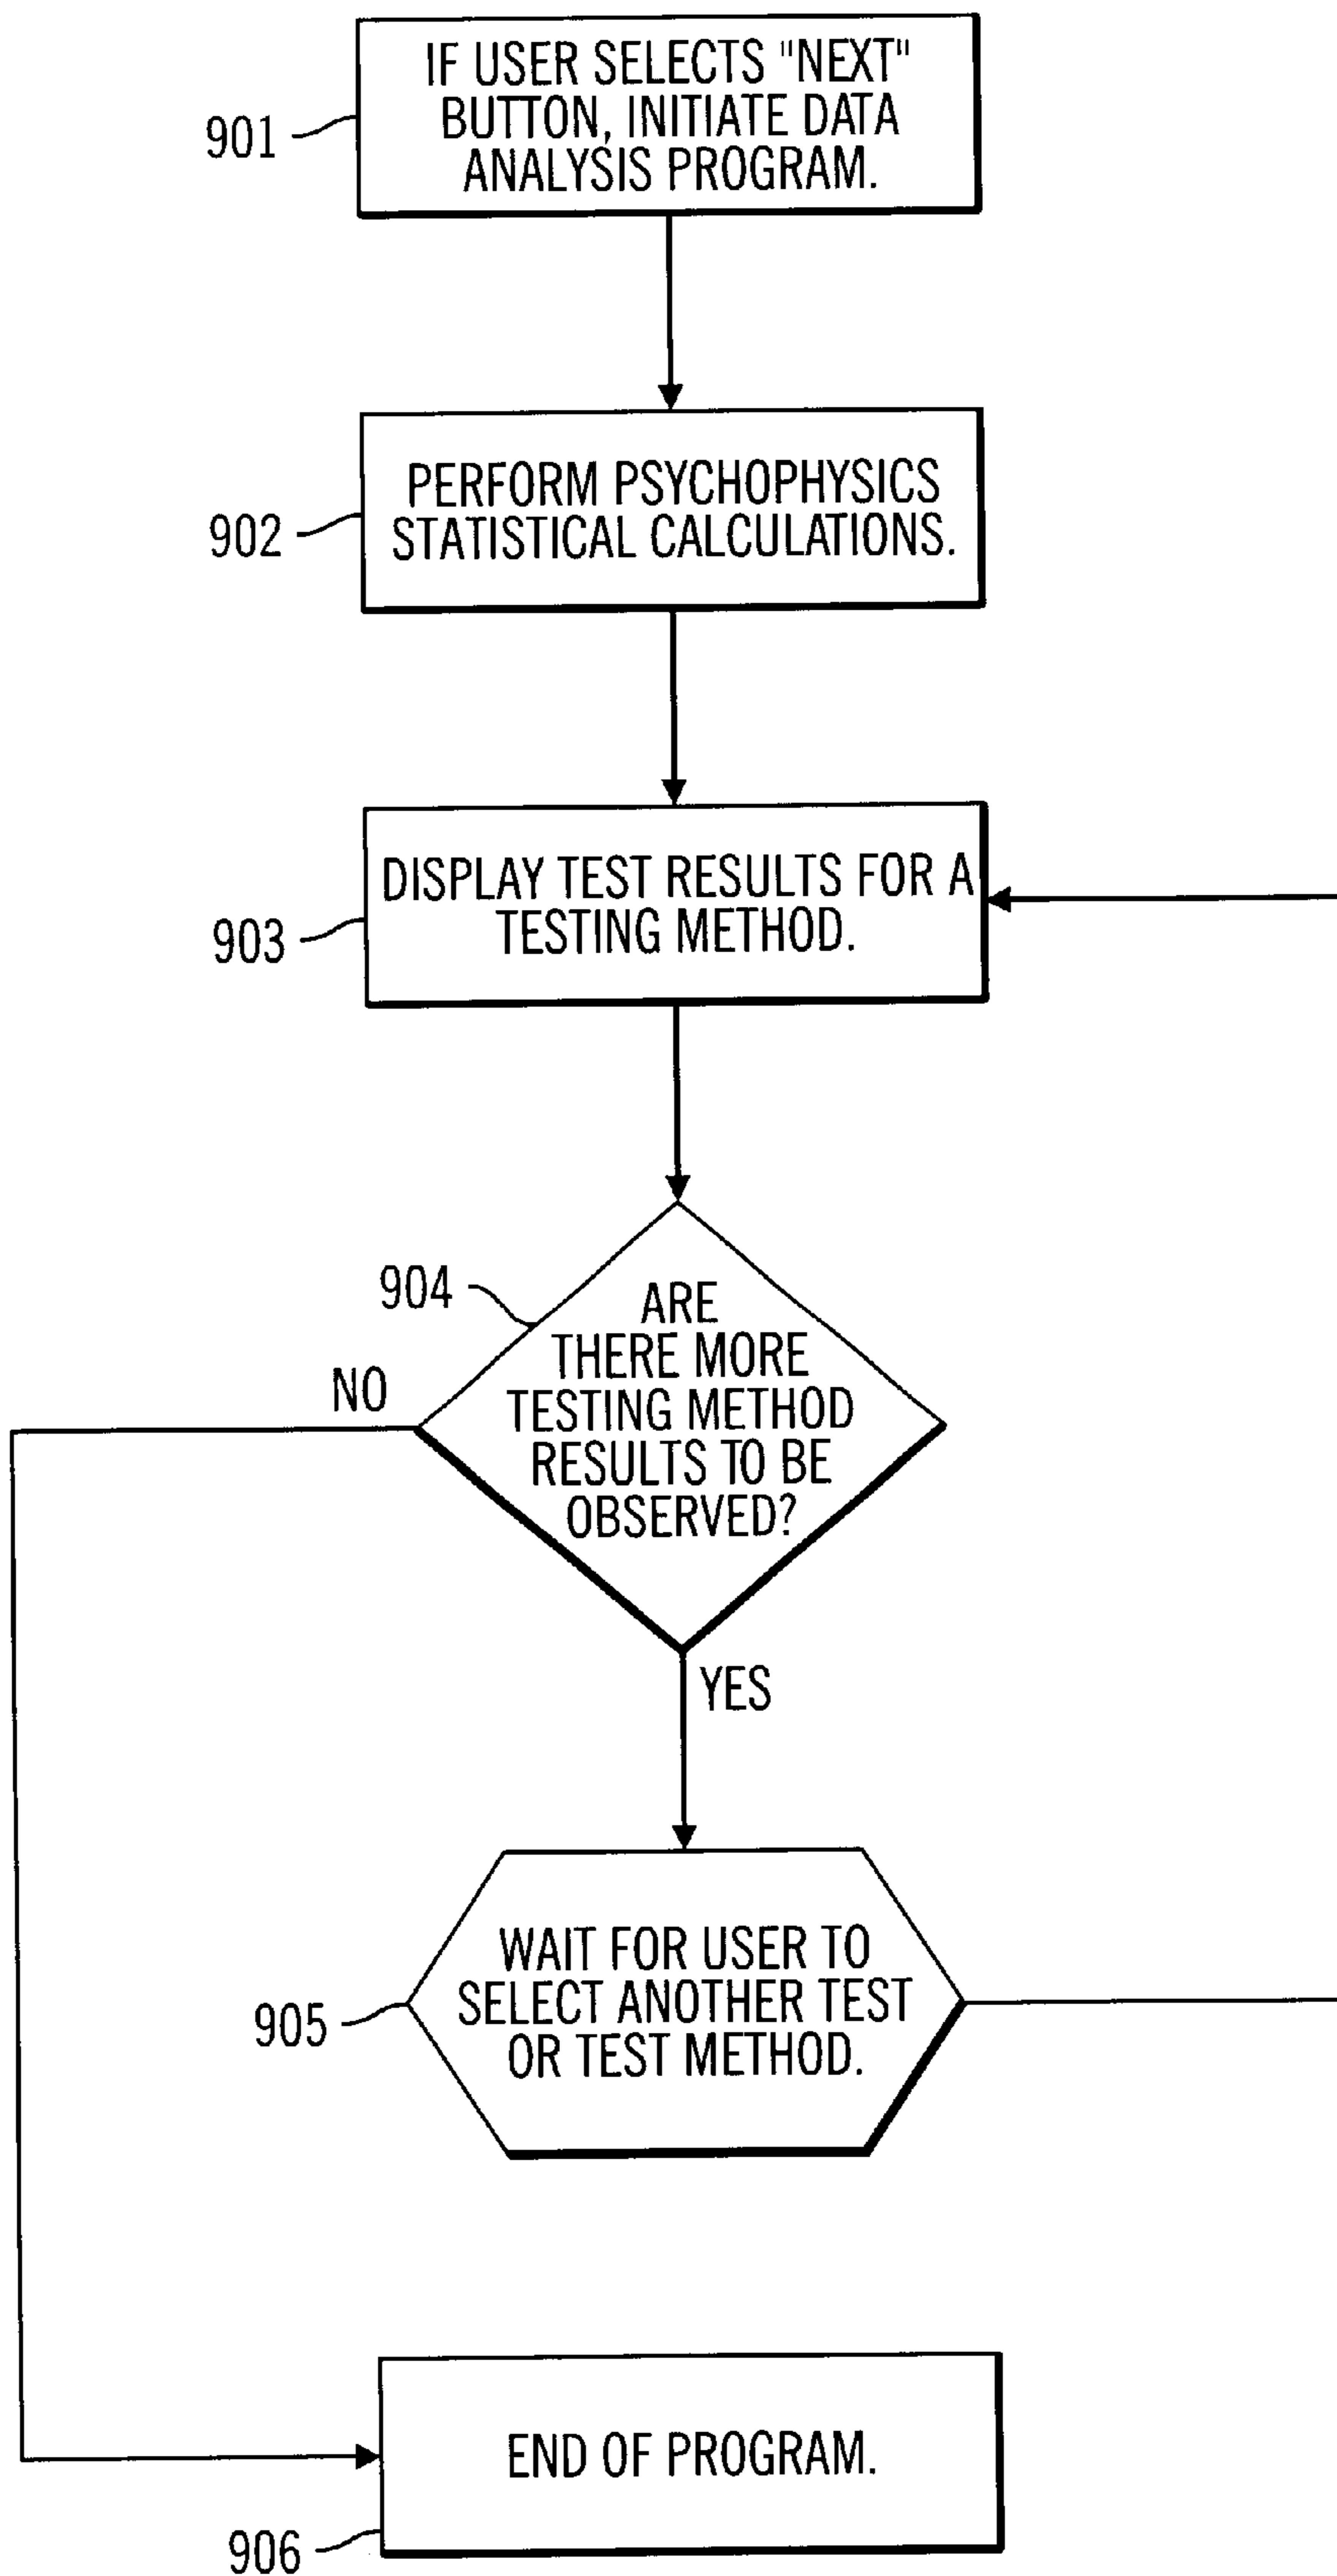 IF USER SELECTS "NEXT"
BUTTON, INITIATE DATA
ANALYSIS PROGRAM.
901
PERFORM PSYCHOPHYSICS
STATISTICAL CALCULATIONS.
902
DISPLAY TEST RESULTS FOR A
TESTING METHOD.
903
904
ARE
THERE MORE
TESTING METHOD
RESULTS TO BE
OBSERVED?
NO
YES
WAIT FOR USER TO
SELECT ANOTHER TEST
OR TEST METHOD.
905
END OF PROGRAM.
906